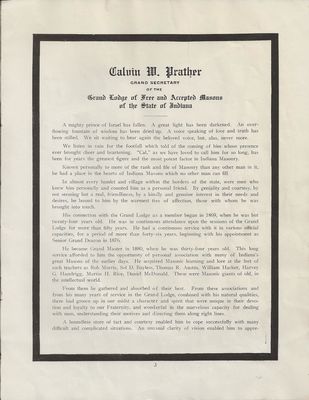 Calvin W. Prather
GRAND SECRETARY
OF THE
Grand Lodge of Free and Accepted Masons
of the State of Indiana
A mighty prince of Israel has fallen. A great light has been darkened. An over-
flowing fountain of wisdom has been dried up. A voice speaking of love and truth has
been stilled. We sit waiting to hear again the beloved voice, but, alas, never more.
We listen in vain for the footfall which told of the coming of him whose presence
ever brought cheer and heartening. "Cal," as we have loved to call him for so long, has
been for years the greatest figure and the most potent factor in Indiana Masonry.
Known personally to more of the rank and file of Masonry than any other man in it,
he had a place in the hearts of Indiana Masons which no other man can fill.
In almost every hamlet and village within the borders of the state, were men who
knew him personally and counted him as a personal friend. By geniality and courtesy, by
not seeming but a real, friendliness, by a kindly and genuine interest in their needs and
desires, he bound to him by the warmest ties of affection, those with whom he was
brought into touch.
His connection with the Grand Lodge as a member began in 1869, when he was but
twenty-four years old. He was in continuous attendance upon the sessions of the Grand
Lodge for more than fifty years. He had a continuous service with it in various official
capacities, for a period of more than forty-six years, beginning with his appointment as
Senior Grand Deacon in 1876.
He became Grand Master in 1880, when he was thirty-four years old. This long
service afforded to him the opportunity of personal association with many of Indiana's
great Masons of the earlier days. He acquired Masonic learning and lore at the feet of
such teachers as Rob Morris, Sol D. Bayless, Thomas R. Austin, William Hacker, Harvey
G. Hazelrigg, Martin H. Rice, Daniel McDonald. These were Masonic giants of old, in
the intellectual world.
From them he gathered and absorbed of their best. From these associations and
from his many years of service in the Grand Lodge, combined with his natural qualities,
there had grown up in our midst a character and spirit that were unique in their devo-
tion and loyalty to our Fraternity, and wonderful in the marvelous capacity for dealing
with men, understanding their motives and directing them along right lines.
A boundless store of tact and courtesy enabled him to cope successfully with many
difficult and complicated situations. An unusual clarity of vision enabled him to appre-
3